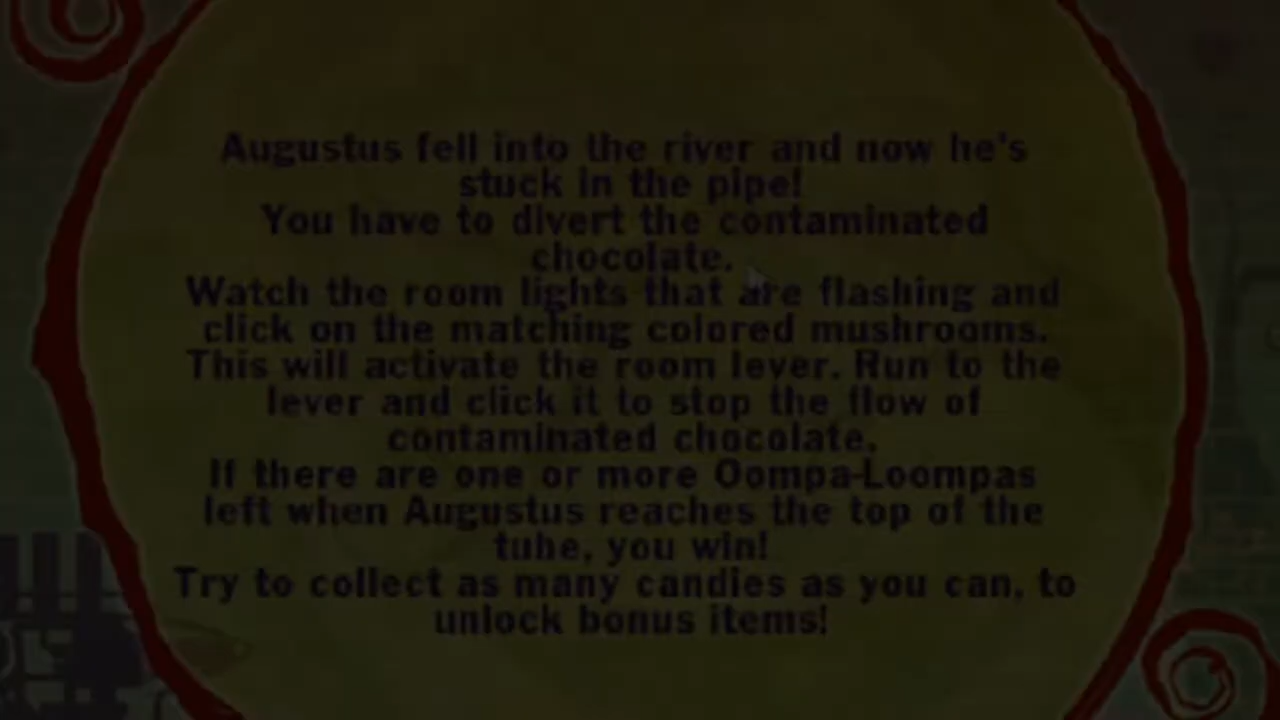 Augustus fell into the river and now he's
stuck in the pipe!
You have to divert the contaminated
chocolate.
Watch the room lights that are flashing and
click on the matching colored mushrooms.
This will activate the room lever. Run to the
lever and click it to stop the flow of
contaminated chocolate.
If there are one or more Oompa-Loompas
left when Augustus reaches the top of the
tube, you win!
Try to collect as many candies as you can, to
unlock bonus items!